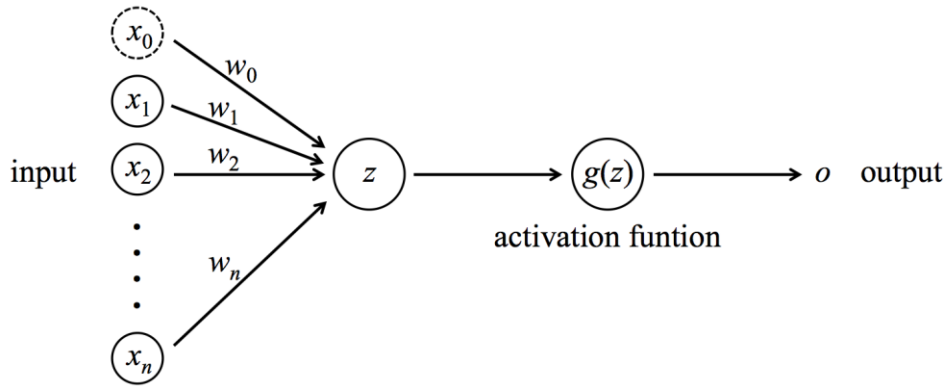 x₀
w₀
x₁
w₁
input x₂ w₂ z g(z) o output
activation funtion
wₙ
xₙ